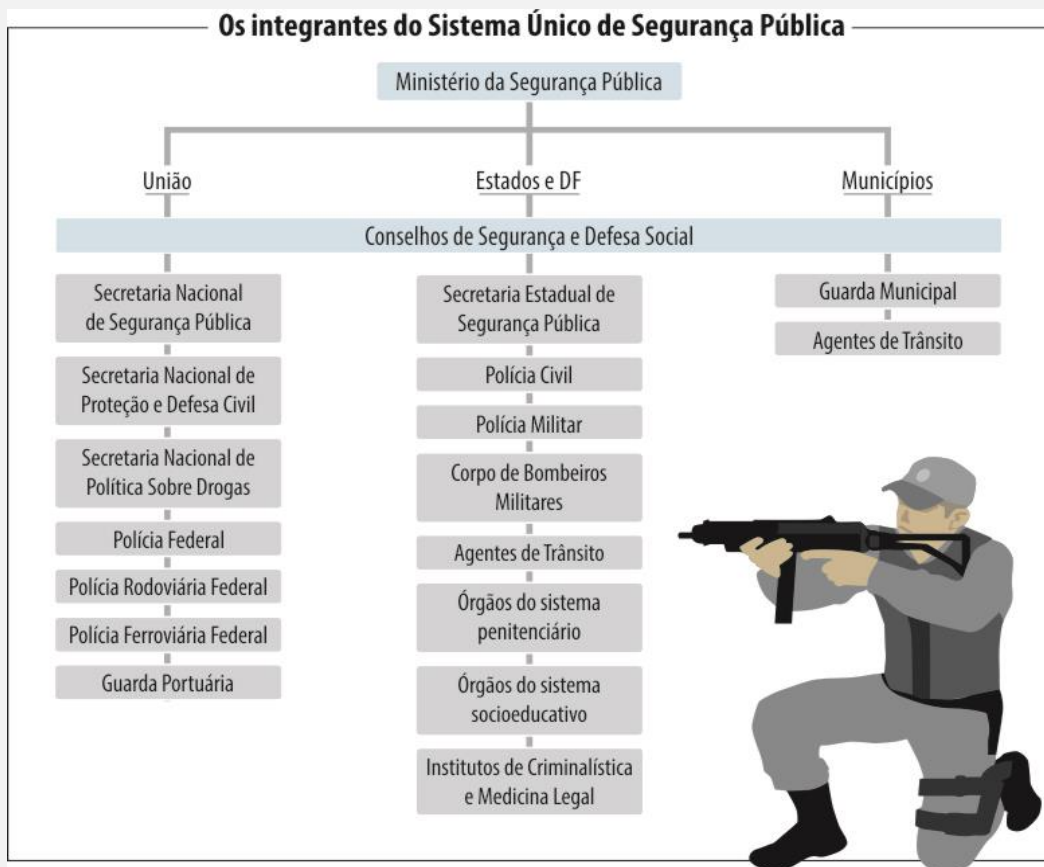 Os integrantes do Sistema Único de Segurança Pública
Ministério da Segurança Pública
União
Estados e DF
Municípios
Conselhos de Segurança e Defesa Social
Secretaria Nacional
de Segurança Pública
Secretaria Nacional de
Proteção e Defesa Civil
Secretaria Nacional de
Política Sobre Drogas
Polícia Federal
Polícia Rodoviária Federal
Polícia Ferroviária Federal
Guarda Portuária
Secretaria Estadual de
Segurança Pública
Polícia Civil
Polícia Militar
Corpo de Bombeiros
Militares
Agentes de Trânsito
Órgãos do sistema
penitenciário
Órgãos do sistema
socioeducativo
Institutos de Criminalística
e Medicina Legal
Guarda Municipal
Agentes de Trânsito